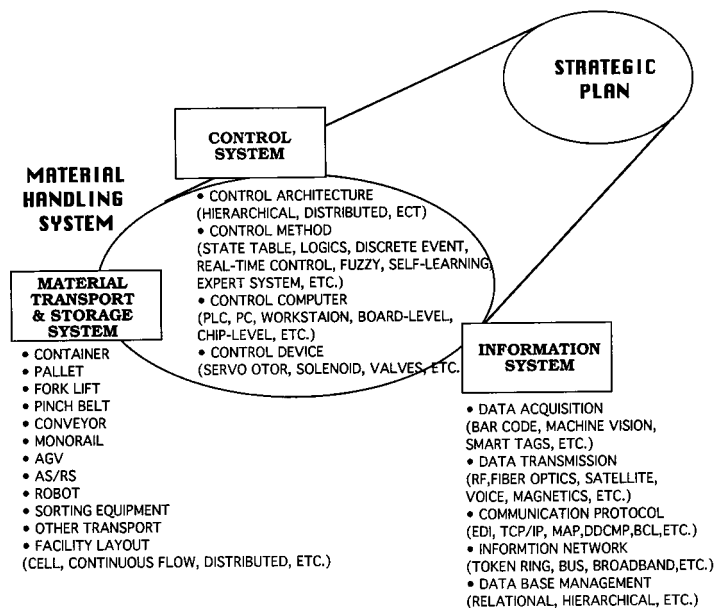 STRATEGIC
PLAN
CONTROL
SYSTEM
MATERIAL
HANDLING
SYSTEM
• CONTROL ARCHITECTURE
(HIERARCHICAL, DISTRIBUTED, ECT)
• CONTROL METHOD
(STATE TABLE, LOGICS, DISCRETE EVENT,
REAL-TIME CONTROL, FUZZY, SELF-LEARNING
EXPERT SYSTEM, ETC.)
• CONTROL COMPUTER
(PLC, PC, WORKSTAION, BOARD-LEVEL,
CHIP-LEVEL, ETC.)
• CONTROL DEVICE
(SERVO OTOR, SOLENOID, VALVES, ETC.
MATERIAL
TRANSPORT
& STORAGE
SYSTEM
• CONTAINER
• PALLET
• FORK LIFT
• PINCH BELT
• CONVEYOR
• MONORAIL
• AGV
• AS/RS
• ROBOT
• SORTING EQUIPMENT
• OTHER TRANSPORT
• FACILITY LAYOUT
(CELL, CONTINUOUS FLOW, DISTRIBUTED, ETC.)
INFORMATION
SYSTEM
• DATA ACQUISITION
(BAR CODE, MACHINE VISION,
SMART TAGS, ETC.)
• DATA TRANSMISSION
(RF,FIBER OPTICS, SATELLITE,
VOICE, MAGNETICS, ETC.)
• COMMUNICATION PROTOCOL
(EDI, TCP/IP, MAP,DDCMP,BCL,ETC.)
• INFORMTION NETWORK
(TOKEN RING, BUS, BROADBAND,ETC.)
• DATA BASE MANAGEMENT
(RELATIONAL, HIERARCHICAL, ETC.)